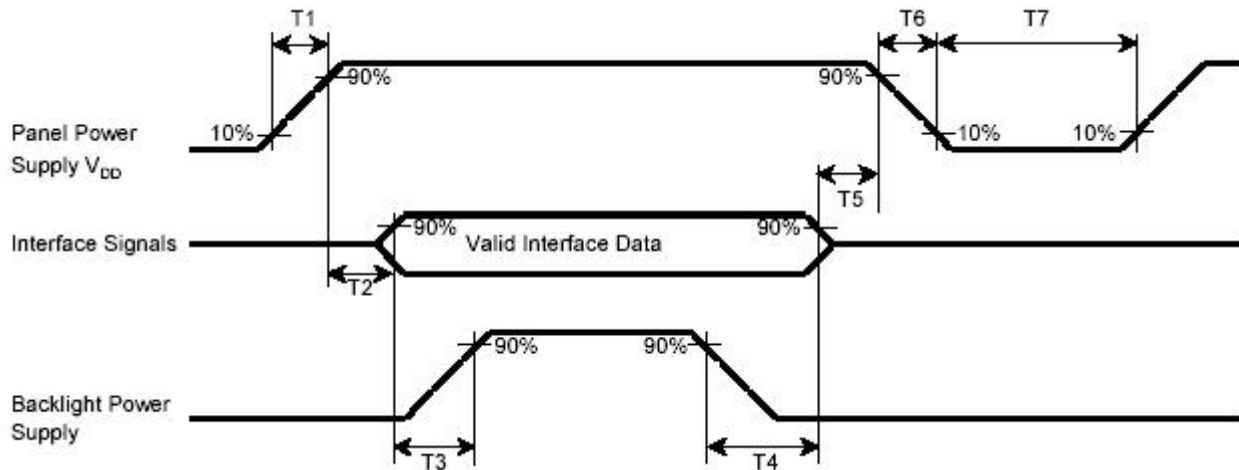 T1
T6
T7
90%
90%
Panel Power
Supply VDD
10%
10%
10%
T5
Interface Signals
90%
Valid Interface Data
90%
T2
90%
90%
Backlight Power
Supply
T3
T4